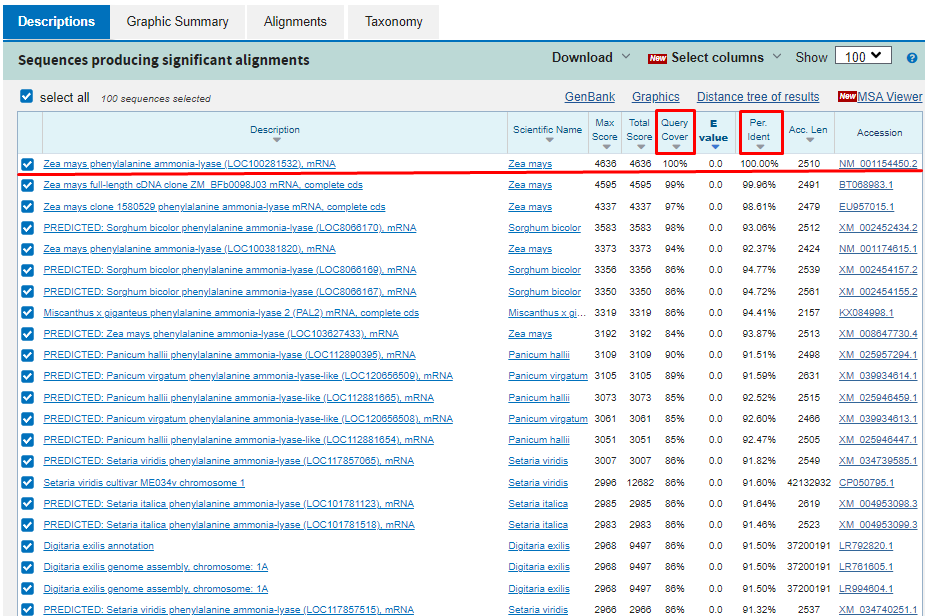 Descriptions Graphic Summary Alignments Taxonomy
Sequences producing significant alignments Download New Select columns Show 100 ?
select all 100 sequences selected GenBank Graphics Distance tree of results New MSA Viewer
Description Scientific Name Max Score Total Score Query Cover E value Per. Ident Acc. Len Accession
Zea mays phenylalanine ammonia-lyase (LOC100281532), mRNA Zea mays 4636 4636 100% 0.0 100.00% 2510 NM_001154450.2
Zea mays full-length cDNA clone ZM_BFb0098J03 mRNA, complete cds Zea mays 4595 4595 99% 0.0 99.96% 2491 BT068983.1
Zea mays clone 1580529 phenylalanine ammonia-lyase mRNA, complete cds Zea mays 4337 4337 97% 0.0 98.61% 2479 EU957015.1
PREDICTED: Sorghum bicolor phenylalanine ammonia-lyase (LOC8066170), mRNA Sorghum bicolor 3583 3583 98% 0.0 93.06% 2512 XM_002452434.2
Zea mays phenylalanine ammonia-lyase (LOC100381820), mRNA Zea mays 3373 3373 94% 0.0 92.37% 2424 NM_001174615.1
PREDICTED: Sorghum bicolor phenylalanine ammonia-lyase (LOC8066169), mRNA Sorghum bicolor 3356 3356 86% 0.0 94.77% 2539 XM_002454157.2
PREDICTED: Sorghum bicolor phenylalanine ammonia-lyase (LOC8066167), mRNA Sorghum bicolor 3350 3350 86% 0.0 94.72% 2561 XM_002454155.2
Miscanthus x giganteus phenylalanine ammonia-lyase 2 (PAL2) mRNA, complete cds Miscanthus x gi... 3319 3319 86% 0.0 94.41% 2157 KX084998.1
PREDICTED: Zea mays phenylalanine ammonia-lyase (LOC103627433), mRNA Zea mays 3192 3192 84% 0.0 93.87% 2513 XM_008647730.4
PREDICTED: Panicum hallii phenylalanine ammonia-lyase (LOC112890395), mRNA Panicum hallii 3109 3109 90% 0.0 91.51% 2498 XM_025957294.1
PREDICTED: Panicum virgatum phenylalanine ammonia-lyase-like (LOC120656509), mRNA Panicum virgatum 3105 3105 89% 0.0 91.59% 2631 XM_039934614.1
PREDICTED: Panicum hallii phenylalanine ammonia-lyase-like (LOC112881665), mRNA Panicum hallii 3073 3073 85% 0.0 92.52% 2515 XM_025946459.1
PREDICTED: Panicum virgatum phenylalanine ammonia-lyase-like (LOC120656508), mRNA Panicum virgatum 3061 3061 85% 0.0 92.60% 2466 XM_039934613.1
PREDICTED: Panicum hallii phenylalanine ammonia-lyase-like (LOC112881654), mRNA Panicum hallii 3051 3051 85% 0.0 92.47% 2505 XM_025946447.1
PREDICTED: Setaria viridis phenylalanine ammonia-lyase (LOC117857065), mRNA Setaria viridis 3007 3007 86% 0.0 91.82% 2549 XM_034739585.1
Setaria viridis cultivar ME034v chromosome 1 Setaria viridis 2996 12682 86% 0.0 91.60% 42132932 CP050795.1
PREDICTED: Setaria italica phenylalanine ammonia-lyase (LOC101781123), mRNA Setaria italica 2985 2985 86% 0.0 91.64% 2619 XM_004953098.3
PREDICTED: Setaria italica phenylalanine ammonia-lyase (LOC101781518), mRNA Setaria italica 2983 2983 86% 0.0 91.46% 2523 XM_004953099.3
Digitaria exilis annotation Digitaria exilis 2968 9497 86% 0.0 91.50% 37200191 LR792820.1
Digitaria exilis genome assembly, chromosome: 1A Digitaria exilis 2968 9497 86% 0.0 91.50% 37200191 LR761605.1
Digitaria exilis genome assembly, chromosome: 1A Digitaria exilis 2968 9497 86% 0.0 91.50% 37200191 LR994604.1
PREDICTED: Setaria viridis phenylalanine ammonia-lyase (LOC117857515), mRNA Setaria viridis 2966 2966 86% 0.0 91.32% 2537 XM_034740251.1